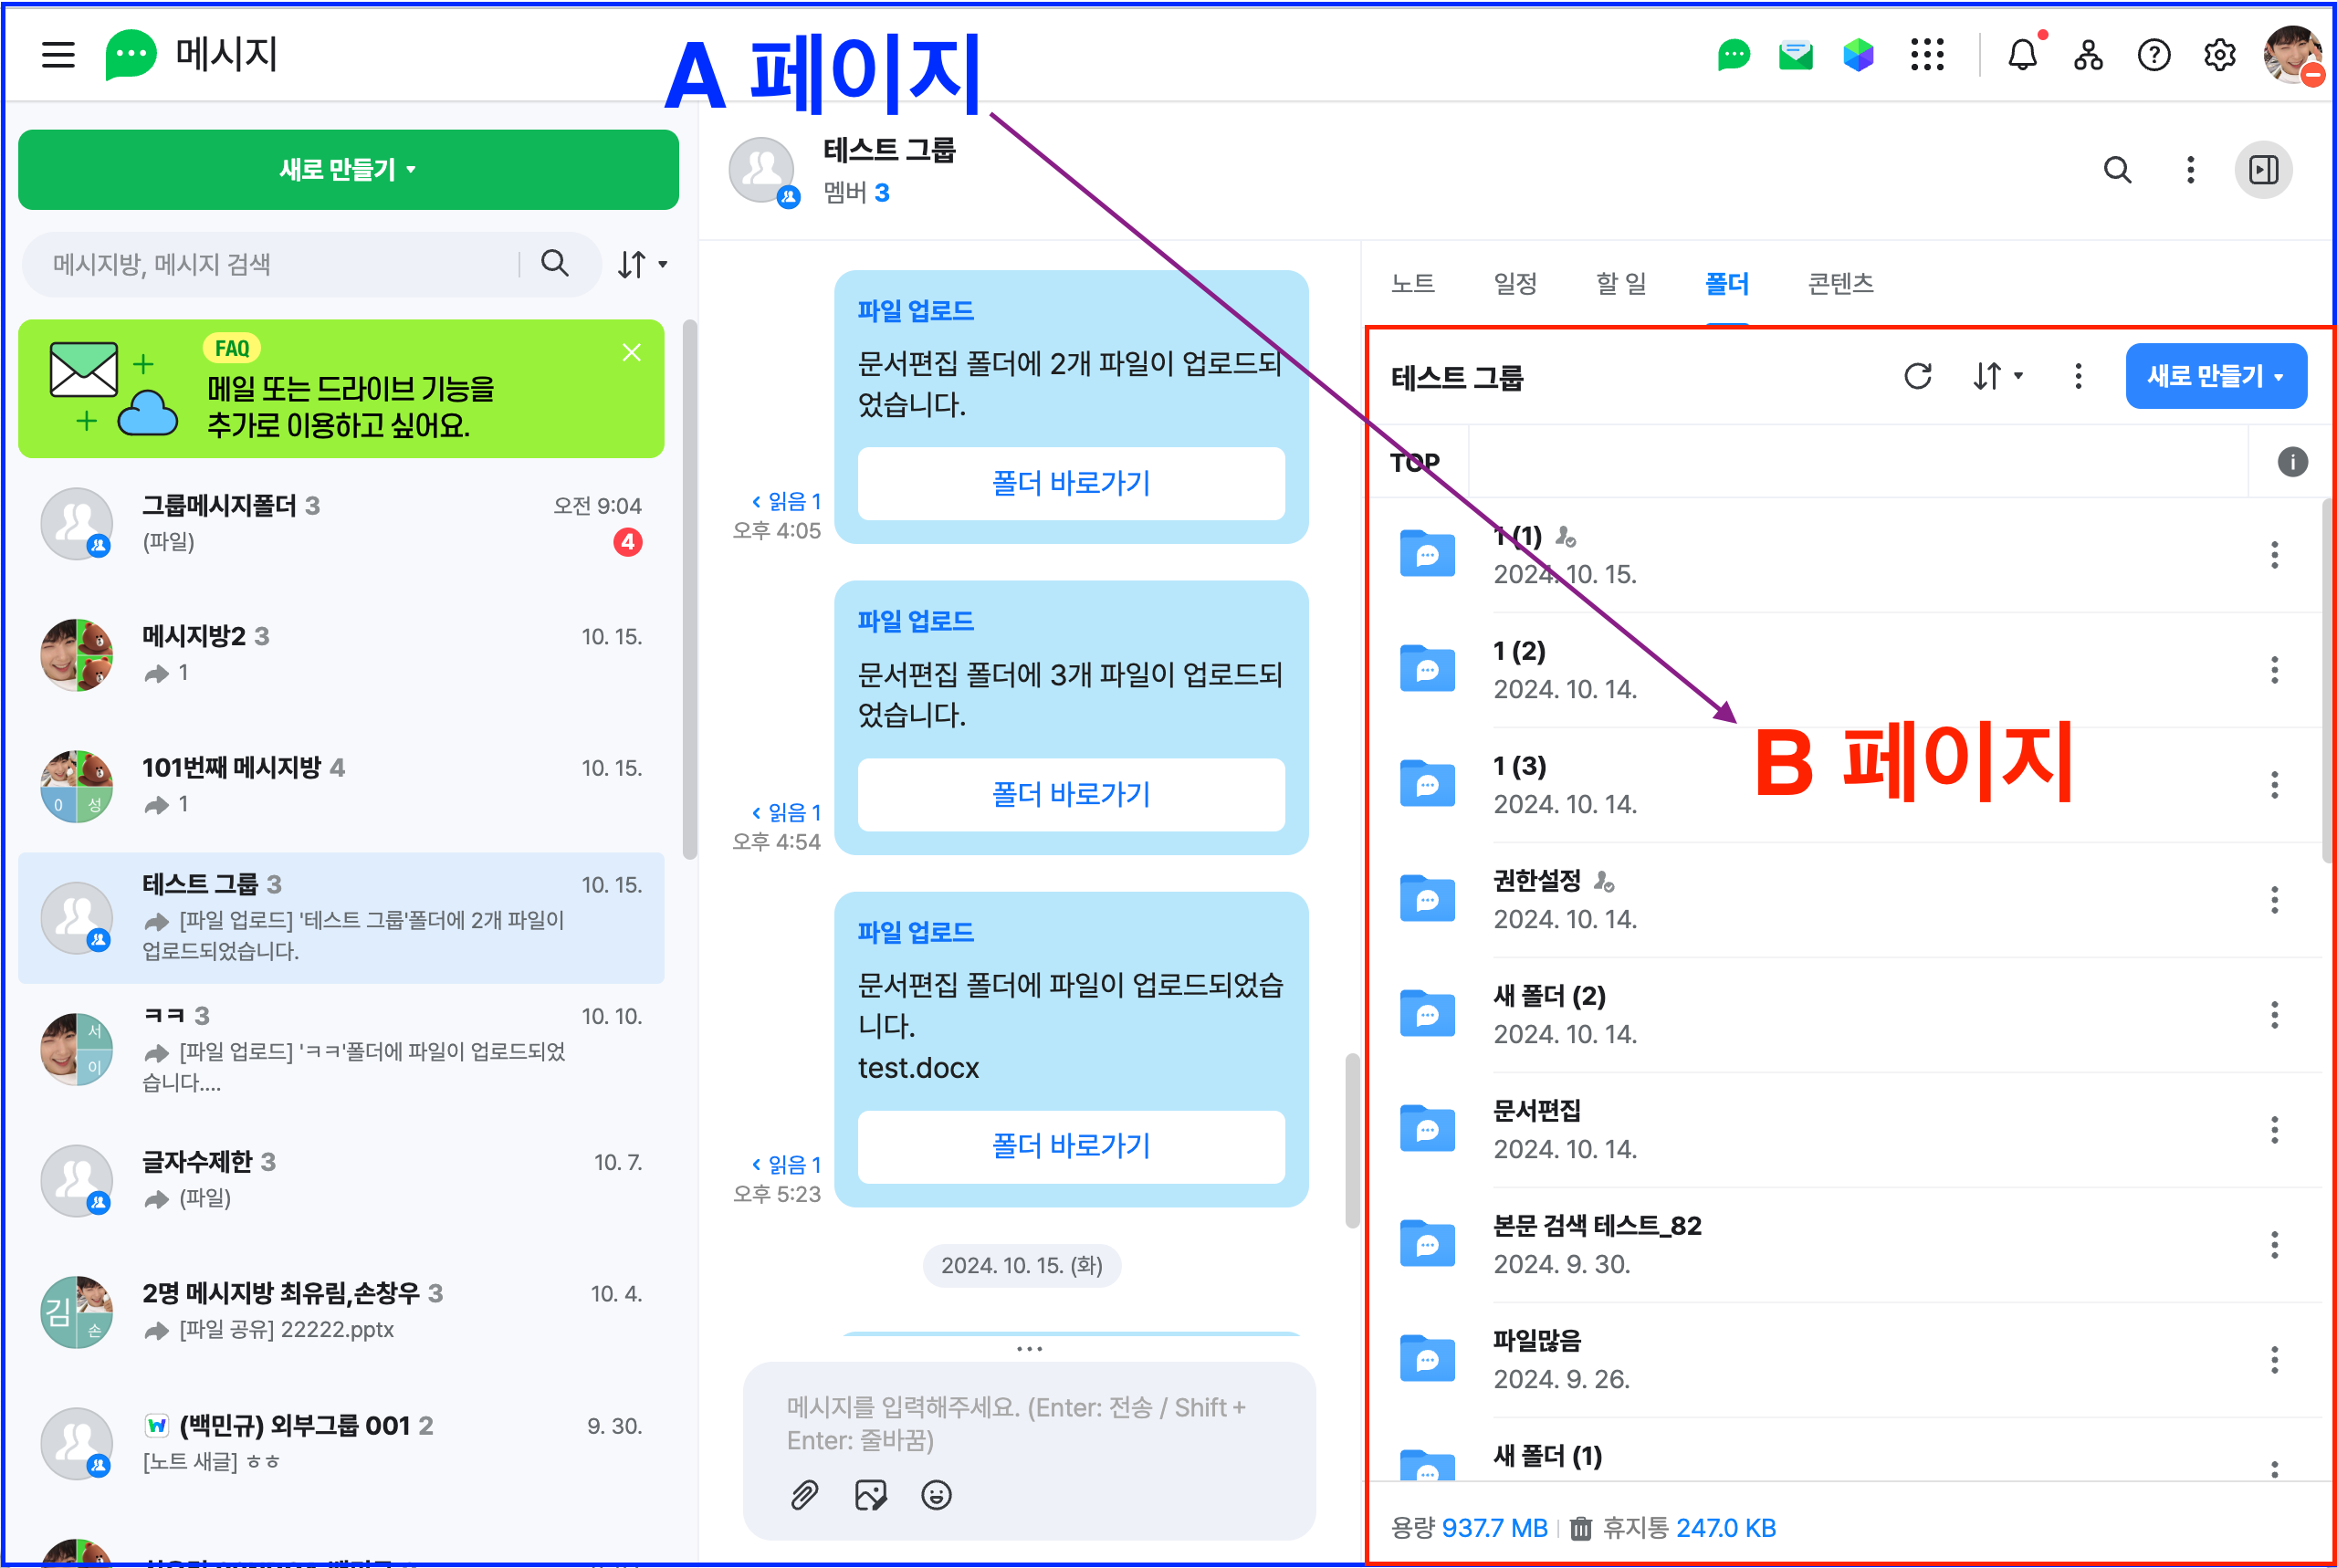 메시지
A 페이지
새로 만들기
메시지방, 메시지 검색
FAQ
메일 또는 드라이브 기능을
추가로 이용하고 싶어요.
그룹메시지폴더 3
오전 9:04
(파일)
4
메시지방2 3
10. 15.
1
101번째 메시지방 4
10. 15.
1
0 성
테스트 그룹 3
10. 15.
[파일 업로드] '테스트 그룹'폴더에 2개 파일이
업로드되었습니다.
ㅋㅋ 3
10. 10.
서
이
[파일 업로드] 'ㅋㅋ'폴더에 파일이 업로드되었
습니다....
글자수제한 3
10. 7.
(파일)
2명 메시지방 최유림,손창우 3
10. 4.
김
손
[파일 공유] 22222.pptx
W (백민규) 외부그룹 001 2
9. 30.
[노트 새글] ㅎㅎ
테스트 그룹
멤버 3
파일 업로드
문서편집 폴더에 2개 파일이 업로드되
었습니다.
폴더 바로가기
읽음 1
오후 4:05
파일 업로드
문서편집 폴더에 3개 파일이 업로드되
었습니다.
폴더 바로가기
읽음 1
오후 4:54
파일 업로드
문서편집 폴더에 파일이 업로드되었습
니다.
test.docx
폴더 바로가기
읽음 1
오후 5:23
2024. 10. 15. (화)
메시지를 입력해주세요. (Enter: 전송 / Shift +
Enter: 줄바꿈)
노트 일정 할 일 폴더 콘텐츠
테스트 그룹
새로 만들기
TOP
1 (1)
2024. 10. 15.
1 (2)
2024. 10. 14.
B 페이지
1 (3)
2024. 10. 14.
권한설정
2024. 10. 14.
새 폴더 (2)
2024. 10. 14.
문서편집
2024. 10. 14.
본문 검색 테스트_82
2024. 9. 30.
파일많음
2024. 9. 26.
새 폴더 (1)
용량 937.7 MB 휴지통 247.0 KB